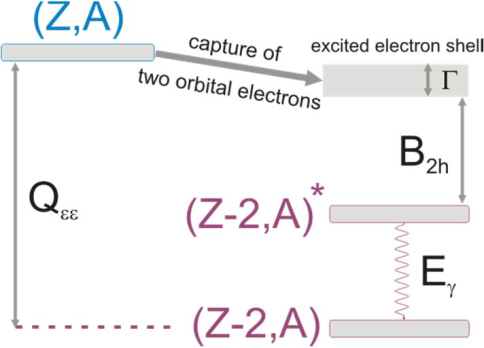 (Z,A)
capture of
two orbital electrons
excited electron shell
Γ
B2h
Qεε
(Z-2,A)*
Eγ
(Z-2,A)